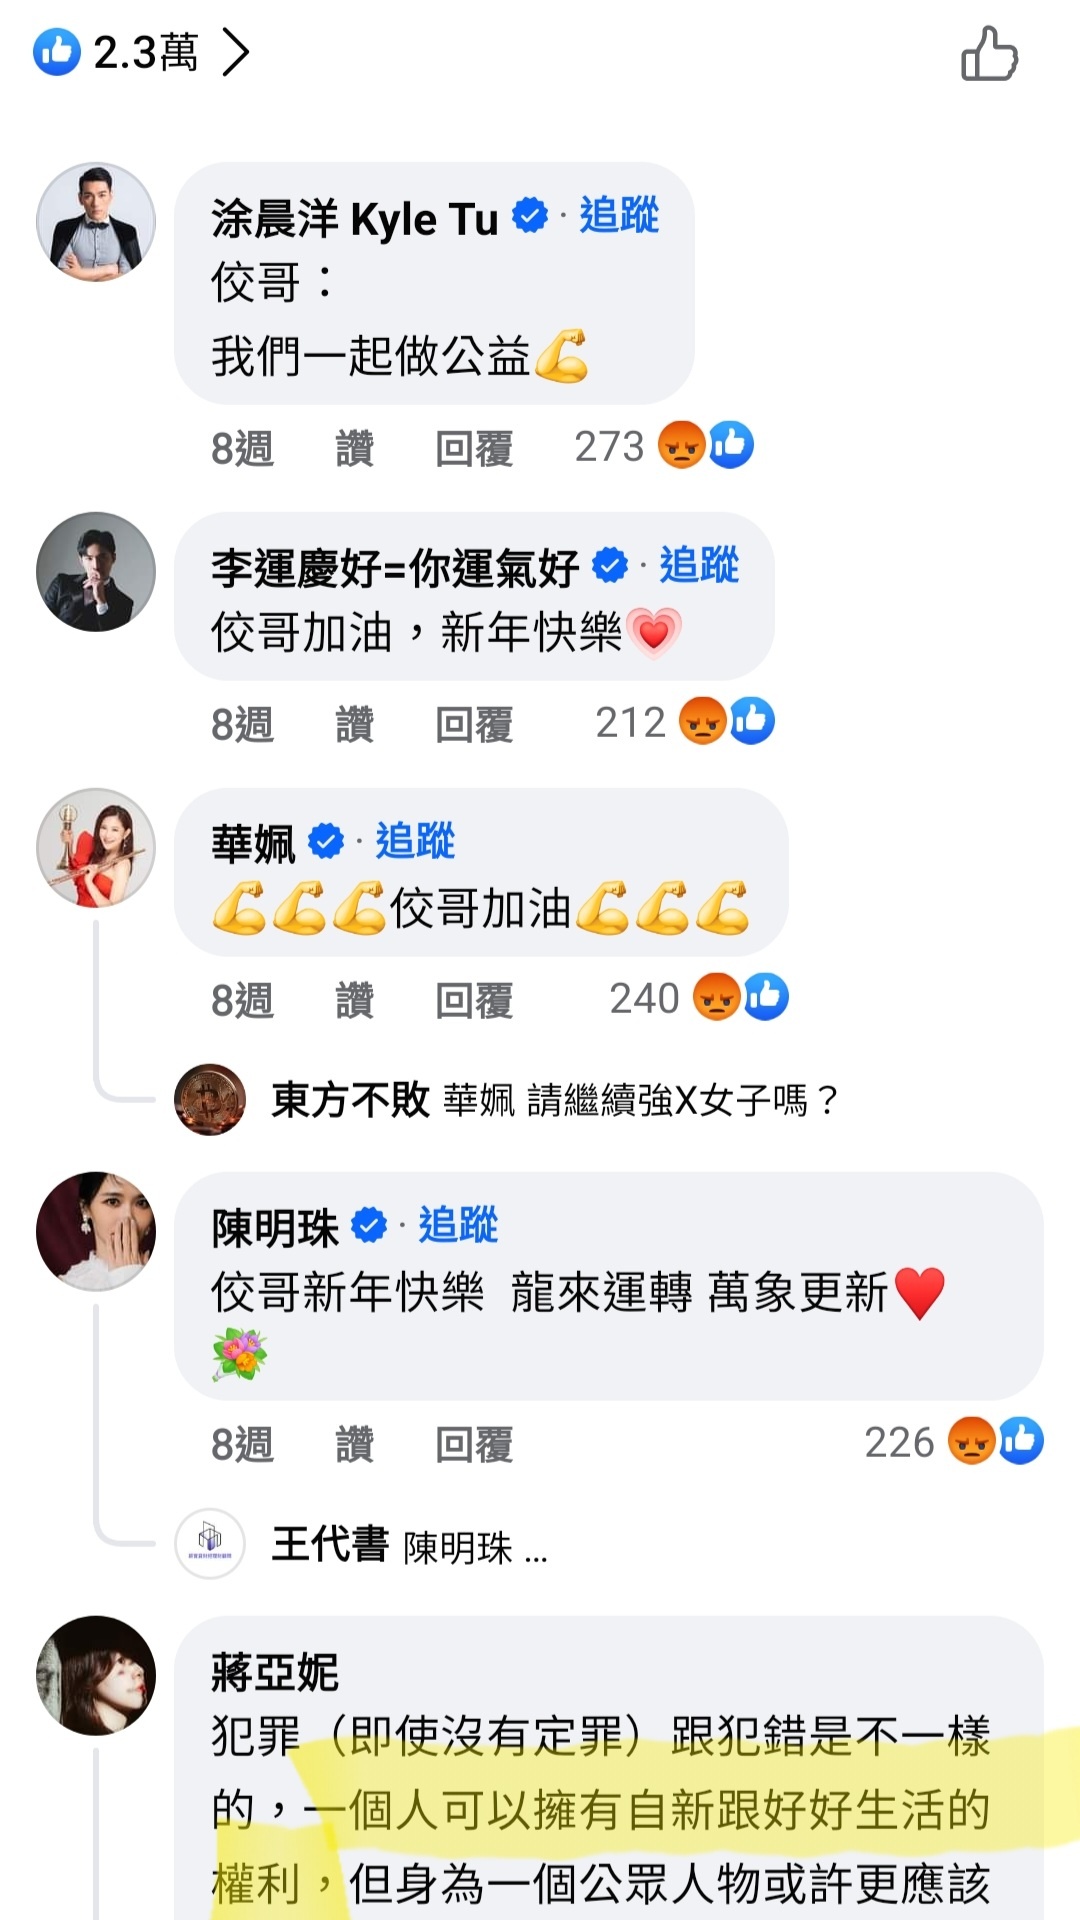 2.3萬
涂晨洋 Kyle Tu · 追蹤
佼哥：
我們一起做公益💪
8週 讚 回覆 273
李運慶好=你運氣好 · 追蹤
佼哥加油，新年快樂💗
8週 讚 回覆 212
華姵 · 追蹤
💪💪💪佼哥加油💪💪💪
8週 讚 回覆 240
東方不敗 華姵 請繼續強X女子嗎？
陳明珠 · 追蹤
佼哥新年快樂 龍來運轉 萬象更新♥️
💐
8週 讚 回覆 226
王代書 陳明珠 ...
蔣亞妮
犯罪（即使沒有定罪）跟犯錯是不一樣
的，一個人可以擁有自新跟好好生活的
權利，但身為一個公眾人物或許更應該